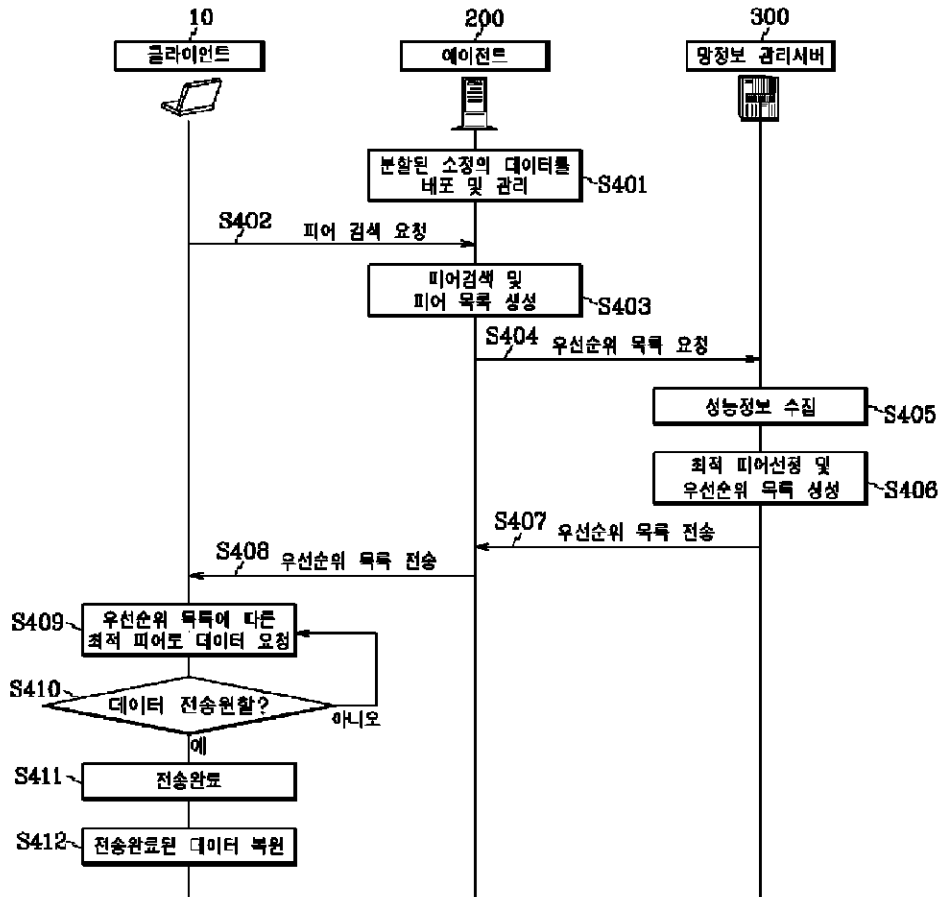 10
200
300
클라이언트
에이전트
망정보 관리서버
분할된 소정의 데이터를
배포 및 관리
S401
S402
피어 검색 요청
피어검색 및
피어 목록 생성
S403
S404
우선순위 목록 요청
성능정보 수집
S405
최적 피어선정 및
우선순위 목록 생성
S406
S407
우선순위 목록 전송
S408
우선순위 목록 전송
S409
우선순위 목록에 따른
최적 피어로 데이터 요청
S410
데이터 전송원할?
아니오
예
S411
전송완료
S412
전송완료된 데이터 복원